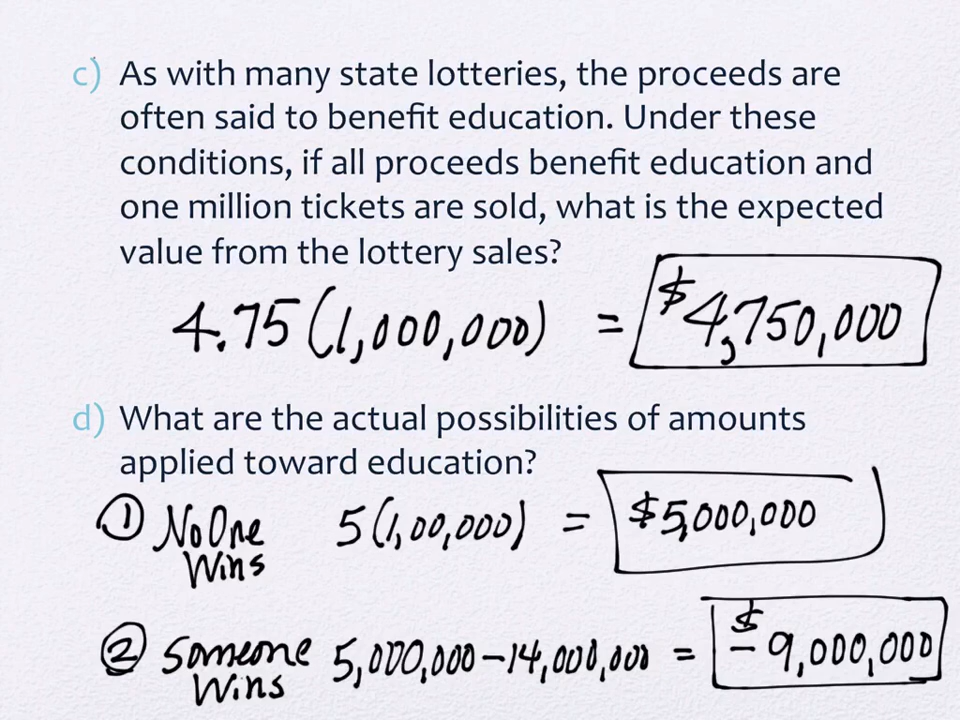 c) As with many state lotteries, the proceeds are
often said to benefit education. Under these
conditions, if all proceeds benefit education and
one million tickets are sold, what is the expected
value from the lottery sales?
4.75(1,000,000) = $4,750,000
d) What are the actual possibilities of amounts
applied toward education?
① No One 5(1,00,000) = $5,000,000
Wins
② Someone 5,000,000-14,000,000 = $-9,000,000
Wins